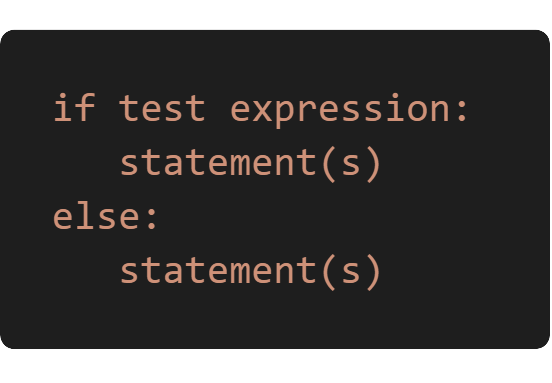 if test expression:
   statement(s)
else:
   statement(s)